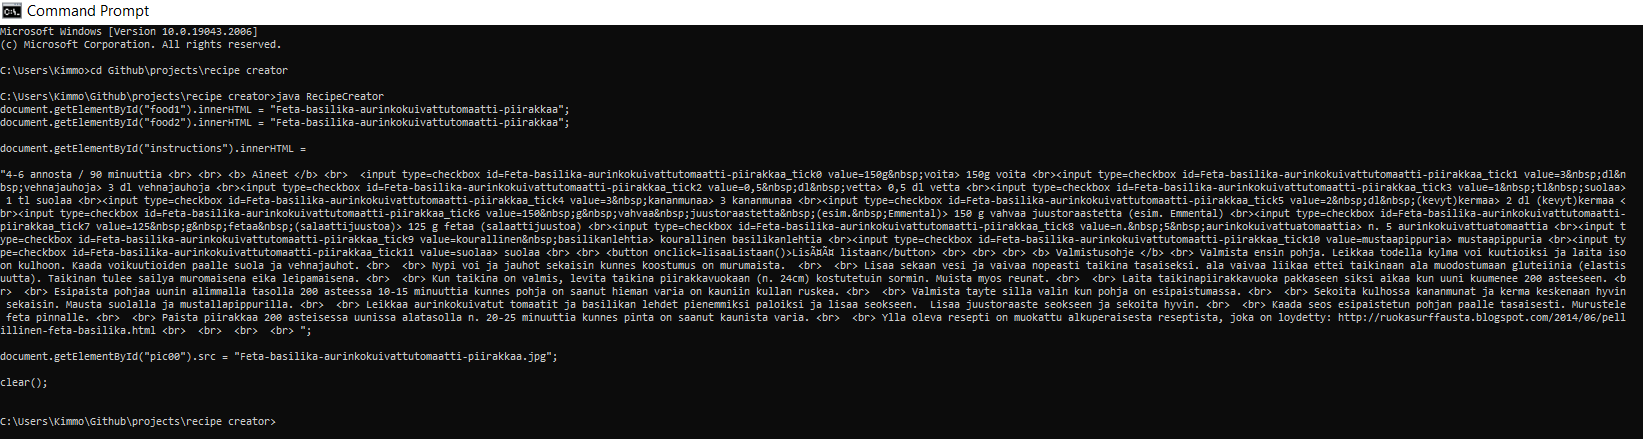 Command Prompt
Microsoft Windows [Version 10.0.19043.2006]
(c) Microsoft Corporation. All rights reserved.
C:\Users\Kimmo>cd Github\projects\recipe creator
C:\Users\Kimmo\Github\projects\recipe creator>java RecipeCreator
document.getElementById("food1").innerHTML = "Feta-basilika-aurinkokuivattutomaatti-piirakkaa";
document.getElementById("food2").innerHTML = "Feta-basilika-aurinkokuivattutomaatti-piirakkaa";
document.getElementById("instructions").innerHTML =
"4-6 annosta / 90 minuuttia <br> <br> <b> Aineet </b> <br>  <input type=checkbox id=Feta-basilika-aurinkokuivattutomaatti-piirakkaa_tick0 value=150g&nbsp;voita> 150g voita <br><input type=checkbox id=Feta-basilika-aurinkokuivattutomaatti-piirakkaa_tick1 value=3&nbsp;dl&n
bsp;vehnajauhoja> 3 dl vehnajauhoja <br><input type=checkbox id=Feta-basilika-aurinkokuivattutomaatti-piirakkaa_tick2 value=0,5&nbsp;dl&nbsp;vetta> 0,5 dl vetta <br><input type=checkbox id=Feta-basilika-aurinkokuivattutomaatti-piirakkaa_tick3 value=1&nbsp;tl&nbsp;suolaa>
 1 tl suolaa <br><input type=checkbox id=Feta-basilika-aurinkokuivattutomaatti-piirakkaa_tick4 value=3&nbsp;kananmunaa> 3 kananmunaa <br><input type=checkbox id=Feta-basilika-aurinkokuivattutomaatti-piirakkaa_tick5 value=2&nbsp;dl&nbsp;(kevyt)kermaa> 2 dl (kevyt)kermaa <
br><input type=checkbox id=Feta-basilika-aurinkokuivattutomaatti-piirakkaa_tick6 value=150&nbsp;g&nbsp;vahvaa&nbsp;juustoraastetta&nbsp;(esim.&nbsp;Emmental)> 150 g vahvaa juustoraastetta (esim. Emmental) <br><input type=checkbox id=Feta-basilika-aurinkokuivattutomaatti-
piirakkaa_tick7 value=125&nbsp;g&nbsp;fetaa&nbsp;(salaattijuustoa)> 125 g fetaa (salaattijuustoa) <br><input type=checkbox id=Feta-basilika-aurinkokuivattutomaatti-piirakkaa_tick8 value=n.&nbsp;5&nbsp;aurinkokuivattuatomaattia> n. 5 aurinkokuivattuatomaattia <br><input t
ype=checkbox id=Feta-basilika-aurinkokuivattutomaatti-piirakkaa_tick9 value=kourallinen&nbsp;basilikanlehtia> kourallinen basilikanlehtia <br><input type=checkbox id=Feta-basilika-aurinkokuivattutomaatti-piirakkaa_tick10 value=mustaapippuria> mustaapippuria <br><input ty
pe=checkbox id=Feta-basilika-aurinkokuivattutomaatti-piirakkaa_tick11 value=suolaa> suolaa <br> <br> <button onclick=lisaaListaan()>LisÄ¤Ä¤ listaan</button> <br> <br> <br> <b> Valmistusohje </b> <br> Valmista ensin pohja. Leikkaa todella kylma voi kuutioiksi ja laita iso
on kulhoon. Kaada voikuutioiden paalle suola ja vehnajauhot. <br>  <br> Nypi voi ja jauhot sekaisin kunnes koostumus on murumaista.  <br>  <br> Lisaa sekaan vesi ja vaivaa nopeasti taikina tasaiseksi. ala vaivaa liikaa ettei taikinaan ala muodostumaan gluteiinia (elastis
uutta). Taikinan tulee sailya muromaisena eika leipamaisena. <br>  <br> Kun taikina on valmis, levita taikina piirakkavuokaan (n. 24cm) kostutetuin sormin. Muista myos reunat. <br>  <br> Laita taikinapiirakkavuoka pakkaseen siksi aikaa kun uuni kuumenee 200 asteeseen. <b
r>  <br> Esipaista pohjaa uunin alimmalla tasolla 200 asteessa 10-15 minuuttia kunnes pohja on saanut hieman varia on kauniin kullan ruskea. <br>  <br> Valmista tayte silla valin kun pohja on esipaistumassa. <br>  <br> Sekoita kulhossa kananmunat ja kerma keskenaan hyvin
 sekaisin. Mausta suolalla ja mustallapippurilla. <br>  <br> Leikkaa aurinkokuivatut tomaatit ja basilikan lehdet pienemmiksi paloiksi ja lisaa seokseen.  Lisaa juustoraaste seokseen ja sekoita hyvin. <br>  <br> Kaada seos esipaistetun pohjan paalle tasaisesti. Murustele
 feta pinnalle. <br>  <br> Paista piirakkaa 200 asteisessa uunissa alatasolla n. 20-25 minuuttia kunnes pinta on saanut kaunista varia. <br>  <br> Ylla oleva resepti on muokattu alkuperaisesta reseptista, joka on loydetty: http://ruokasurffausta.blogspot.com/2014/06/pell
illinen-feta-basilika.html <br>  <br>  <br>  <br> ";
document.getElementById("pic00").src = "Feta-basilika-aurinkokuivattutomaatti-piirakkaa.jpg";
clear();
C:\Users\Kimmo\Github\projects\recipe creator>